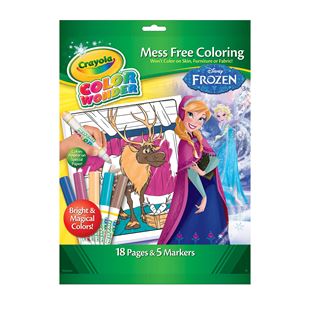 Crayola
COLOR
WONDER
Mess Free Coloring
Won't Color on Skin, Furniture or Fabric!
Disney
FROZEN
Bright &
Magical
Colors!
18 Pages & 5 Markers